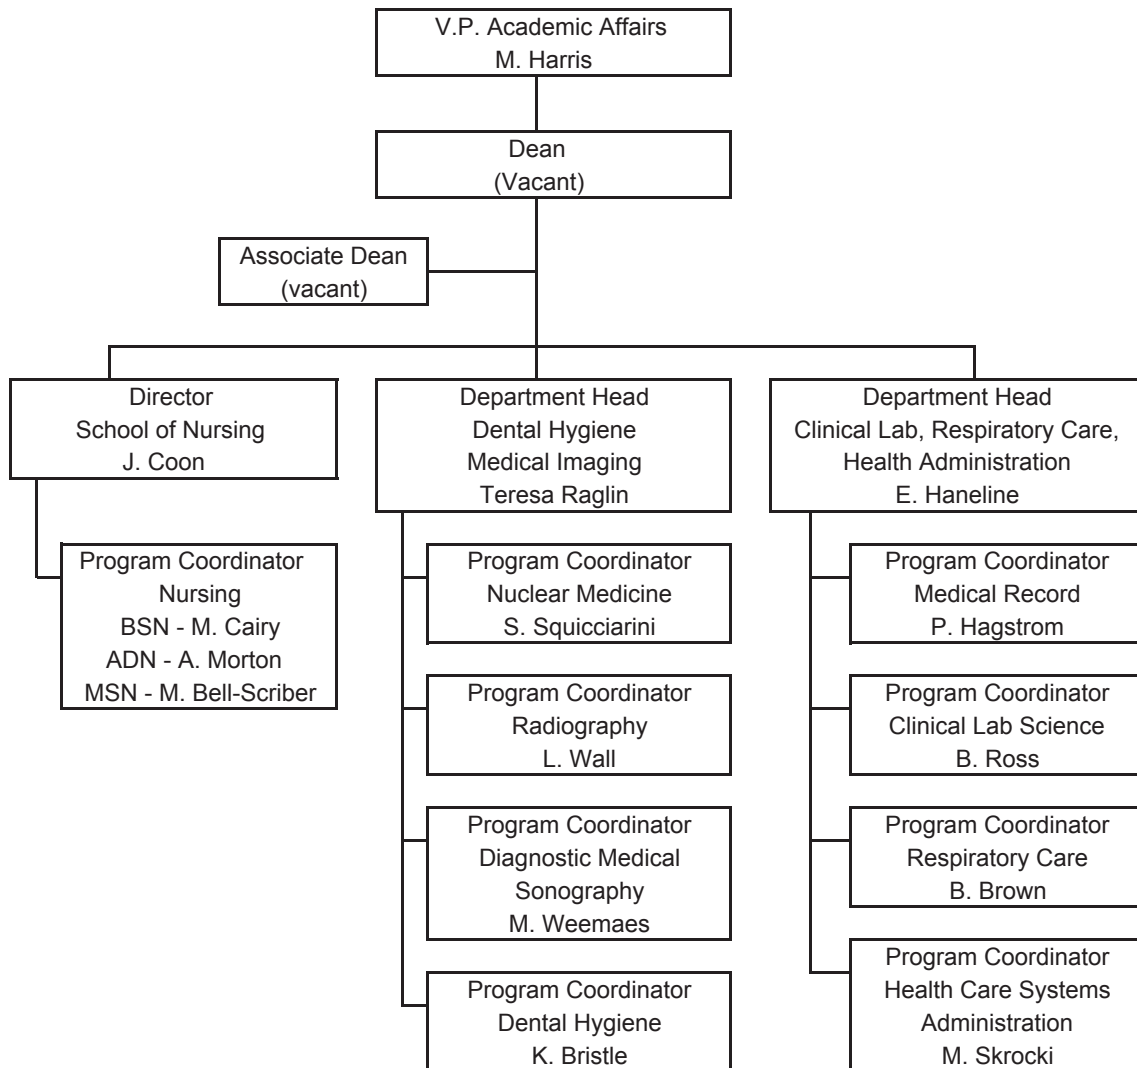 V.P. Academic Affairs
M. Harris
Dean
(Vacant)
Associate Dean
(vacant)
Director
School of Nursing
J. Coon
Program Coordinator
Nursing
BSN - M. Cairy
ADN - A. Morton
MSN - M. Bell-Scriber
Department Head
Dental Hygiene
Medical Imaging
Teresa Raglin
Program Coordinator
Nuclear Medicine
S. Squicciarini
Program Coordinator
Radiography
L. Wall
Program Coordinator
Diagnostic Medical
Sonography
M. Weemaes
Program Coordinator
Dental Hygiene
K. Bristle
Department Head
Clinical Lab, Respiratory Care,
Health Administration
E. Haneline
Program Coordinator
Medical Record
P. Hagstrom
Program Coordinator
Clinical Lab Science
B. Ross
Program Coordinator
Respiratory Care
B. Brown
Program Coordinator
Health Care Systems
Administration
M. Skrocki